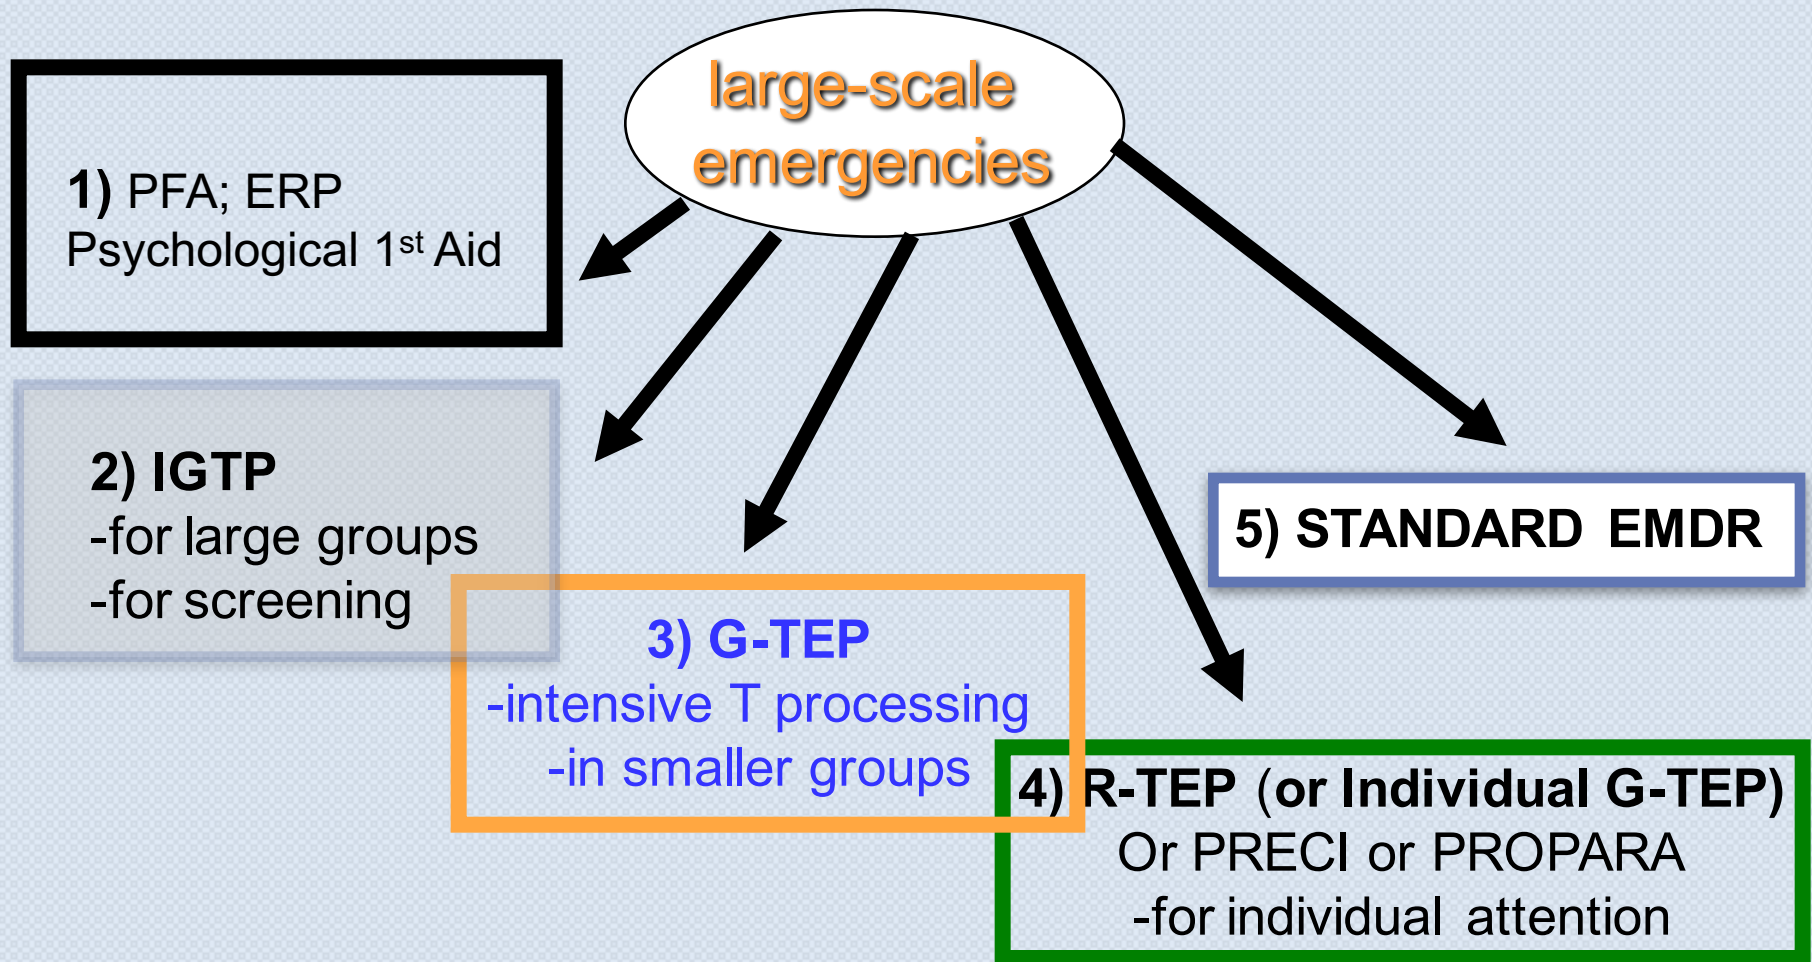 large-scale
emergencies
1) PFA; ERP
Psychological 1st Aid
2) IGTP
-for large groups
-for screening
3) G-TEP
-intensive T processing
-in smaller groups
4) R-TEP (or Individual G-TEP)
Or PRECI or PROPARA
-for individual attention
5) STANDARD EMDR